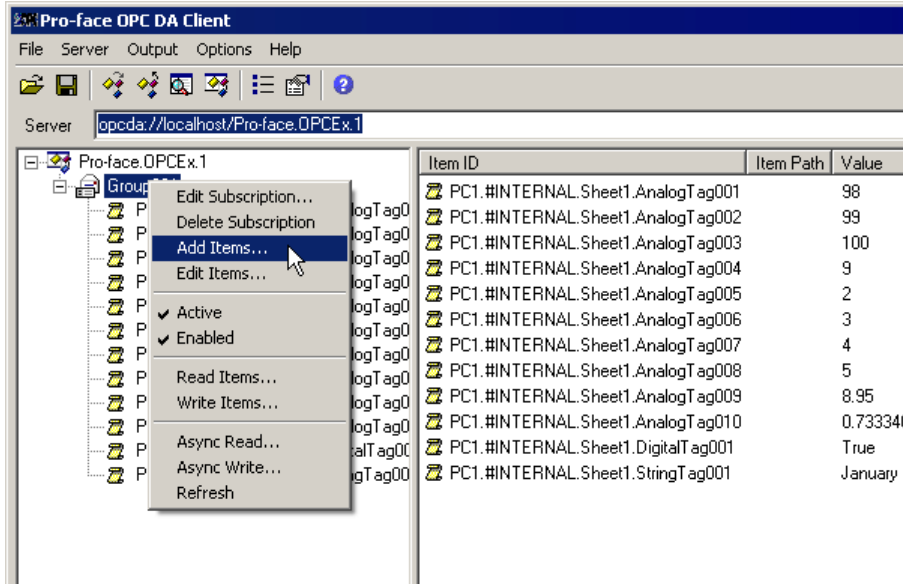 Pro-face OPC DA Client
File Server Output Options Help
Server opcda://localhost/Pro-face.OPCEx.1
Pro-face.OPCEx.1
Edit Subscription...
Delete Subscription
Add Items...
Edit Items...
Active
Enabled
Read Items...
Write Items...
Async Read...
Async Write...
Refresh
Item ID Item Path Value
PC1.#INTERNAL.Sheet1.AnalogTag001 98
PC1.#INTERNAL.Sheet1.AnalogTag002 99
PC1.#INTERNAL.Sheet1.AnalogTag003 100
PC1.#INTERNAL.Sheet1.AnalogTag004 9
PC1.#INTERNAL.Sheet1.AnalogTag005 2
PC1.#INTERNAL.Sheet1.AnalogTag006 3
PC1.#INTERNAL.Sheet1.AnalogTag007 4
PC1.#INTERNAL.Sheet1.AnalogTag008 5
PC1.#INTERNAL.Sheet1.AnalogTag009 8.95
PC1.#INTERNAL.Sheet1.AnalogTag010 0.733340
PC1.#INTERNAL.Sheet1.DigitalTag001 True
PC1.#INTERNAL.Sheet1.StringTag001 January